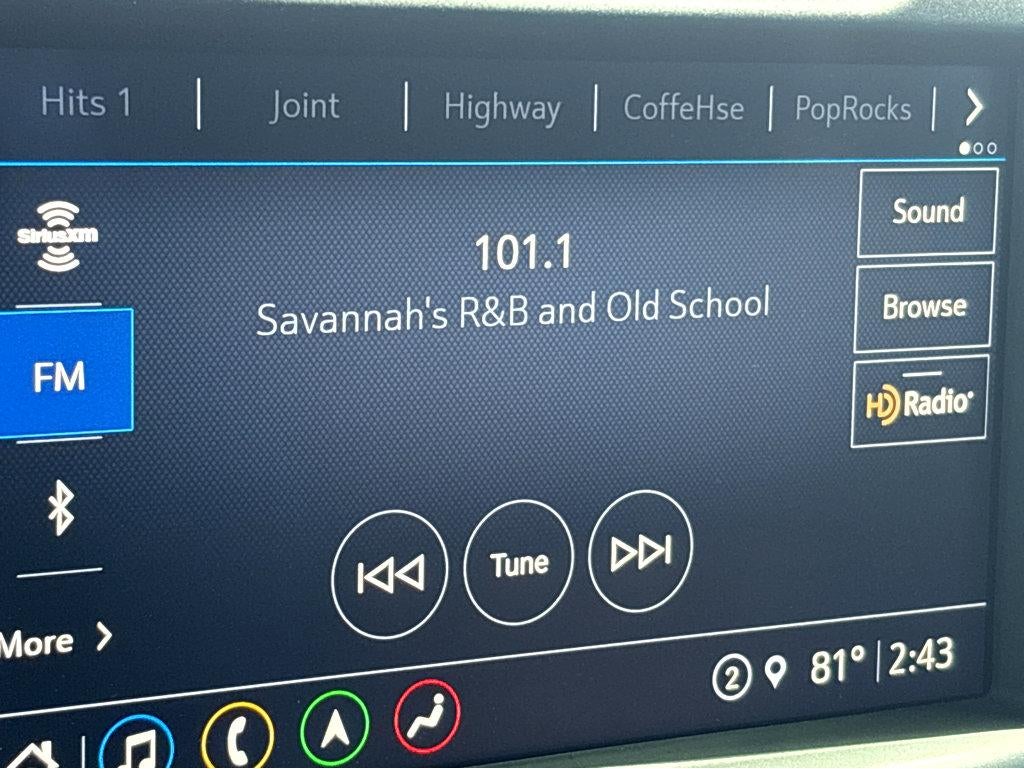 Hits 1 | Joint | Highway | CoffeHse | PopRocks |
SiriusXm
Sound
101.1
Savannah's R&B and Old School
Browse
FM
HD Radio
Tune
More
2 81° | 2:43